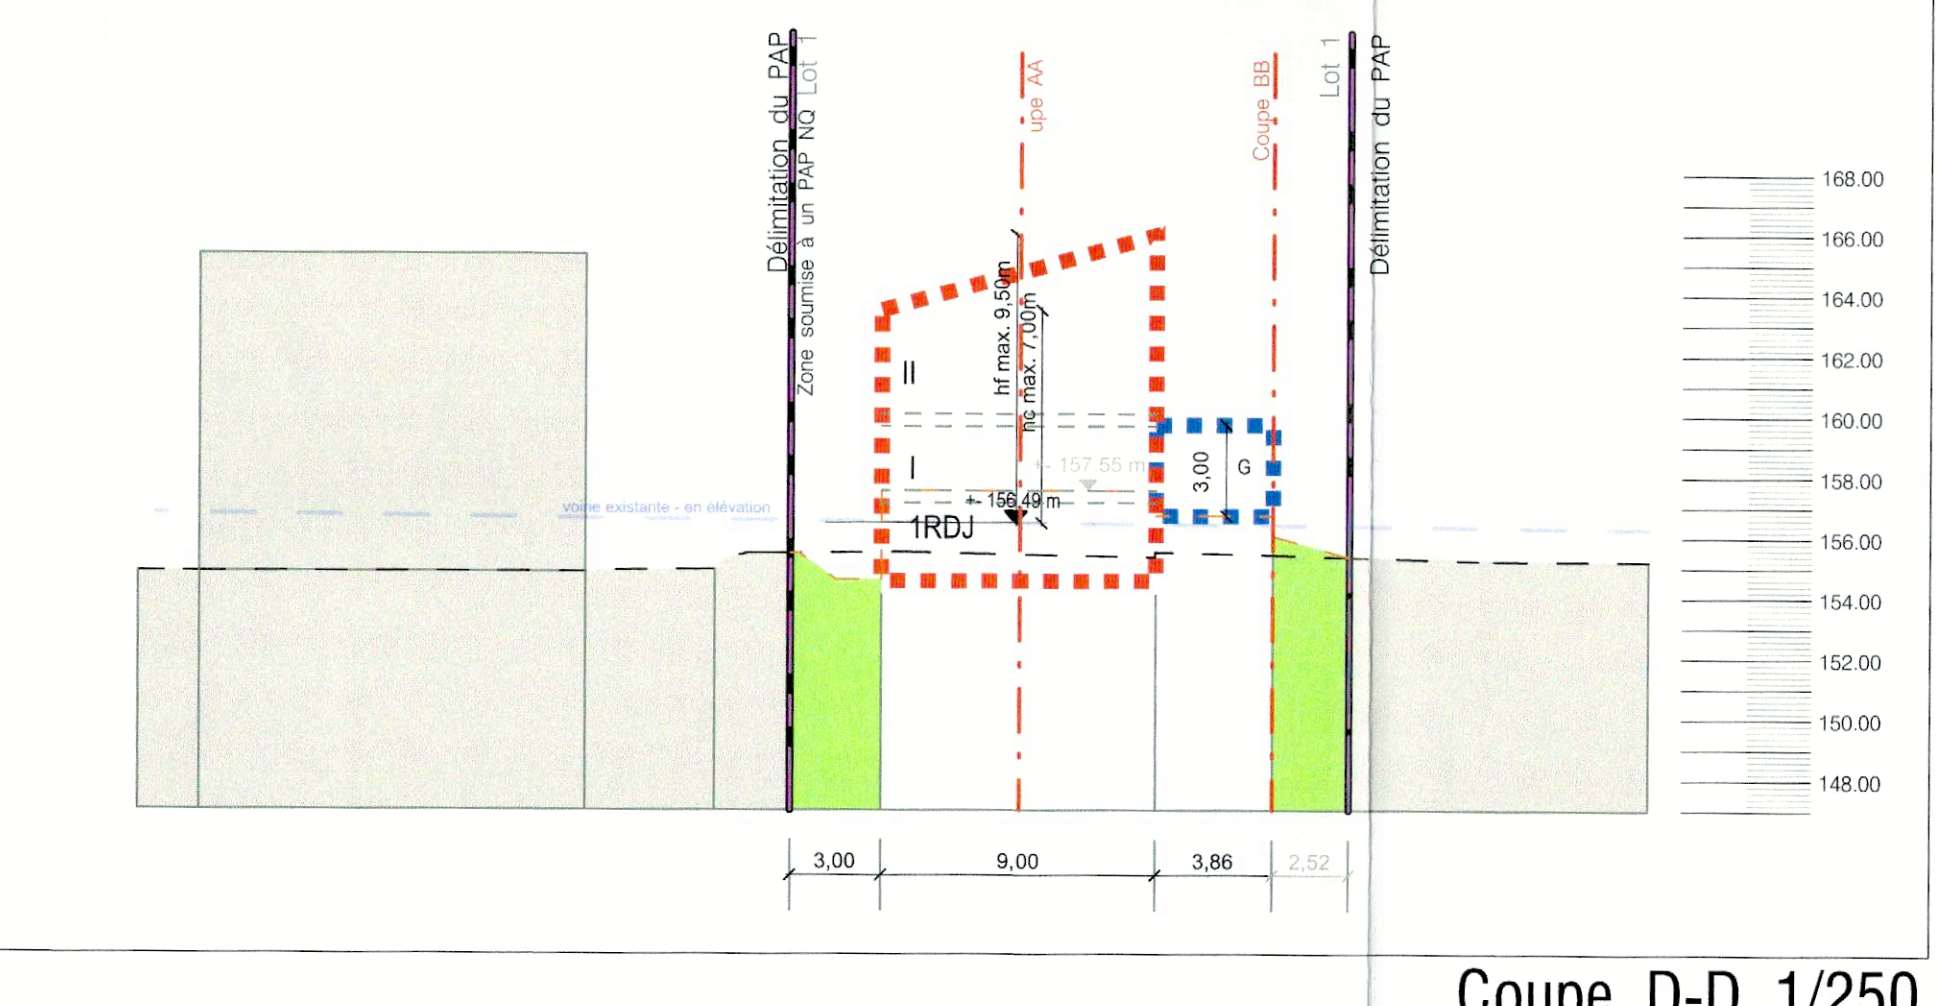 Délimitation du PAP
Zone soumise à un PAP NQ Lot 1
upe AA
Coupe BB
Lot 1
Délimitation du PAP
168.00
166.00
164.00
162.00
160.00
158.00
156.00
154.00
152.00
150.00
148.00
hf max. 9,50m
hc max. 7,00m
II
I
+- 157.55 m
+- 156.49 m
1RDJ
3,00
G
voirie existante - en élévation
3,00
9,00
3,86
2,52
Coupe D-D 1/250